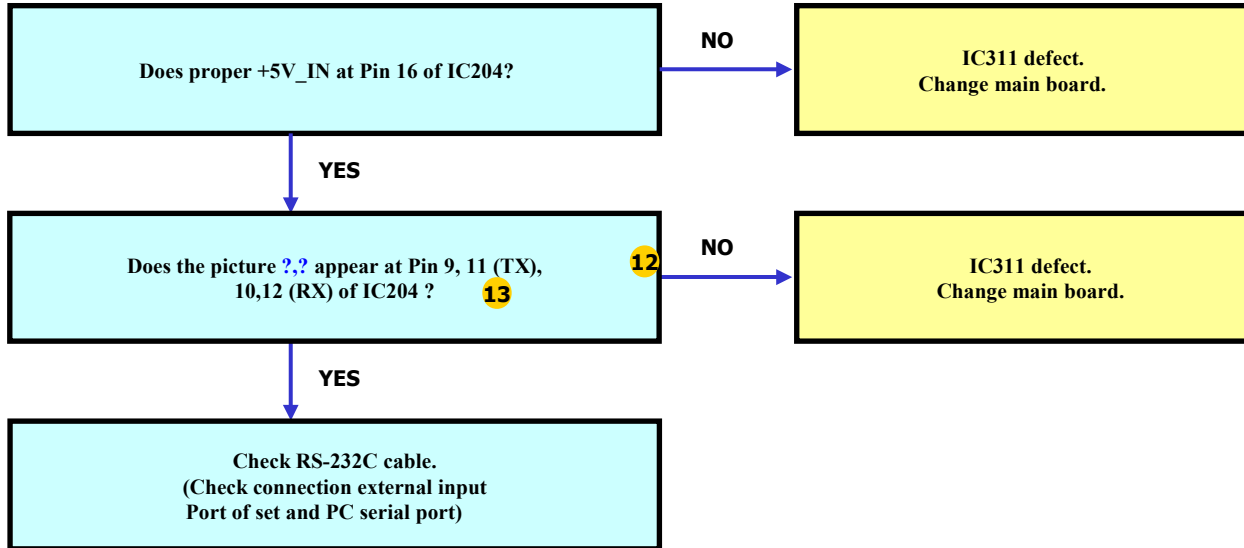 Does proper +5V_IN at Pin 16 of IC204?
NO
IC311 defect.
Change main board.
YES
Does the picture ?,? appear at Pin 9, 11 (TX),
10,12 (RX) of IC204 ?
12
13
NO
IC311 defect.
Change main board.
YES
Check RS-232C cable.
(Check connection external input
Port of set and PC serial port)